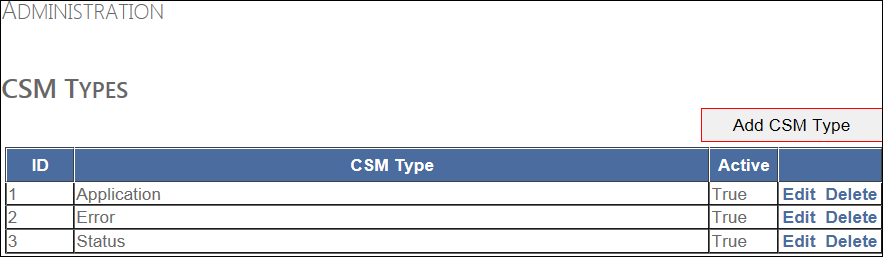 Administration
CSM Types
Add CSM Type
ID CSM Type Active
1 Application True Edit Delete
2 Error True Edit Delete
3 Status True Edit Delete